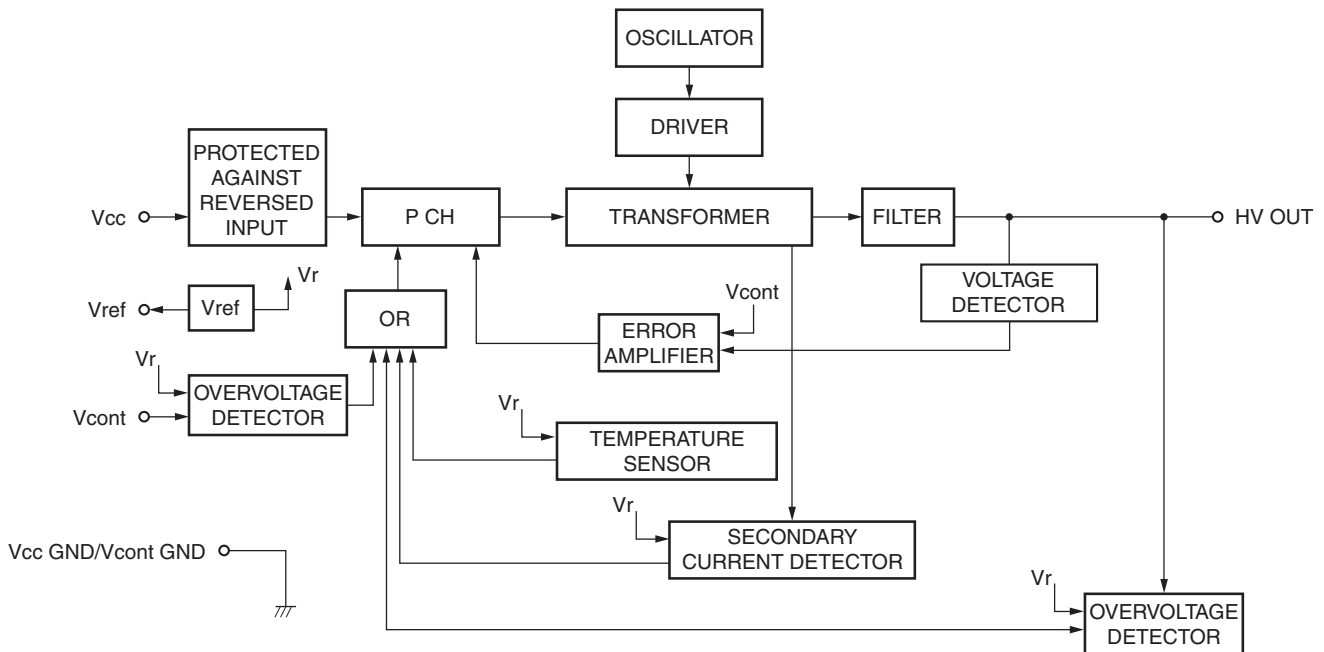 OSCILLATOR
DRIVER
PROTECTED
AGAINST
REVERSED
INPUT
Vcc
P CH
TRANSFORMER
FILTER
HV OUT
Vr
Vref
Vref
OR
Vcont
ERROR
AMPLIFIER
VOLTAGE
DETECTOR
Vr
OVERVOLTAGE
DETECTOR
Vcont
Vr
TEMPERATURE
SENSOR
Vr
SECONDARY
CURRENT DETECTOR
Vcc GND/Vcont GND
Vr
OVERVOLTAGE
DETECTOR